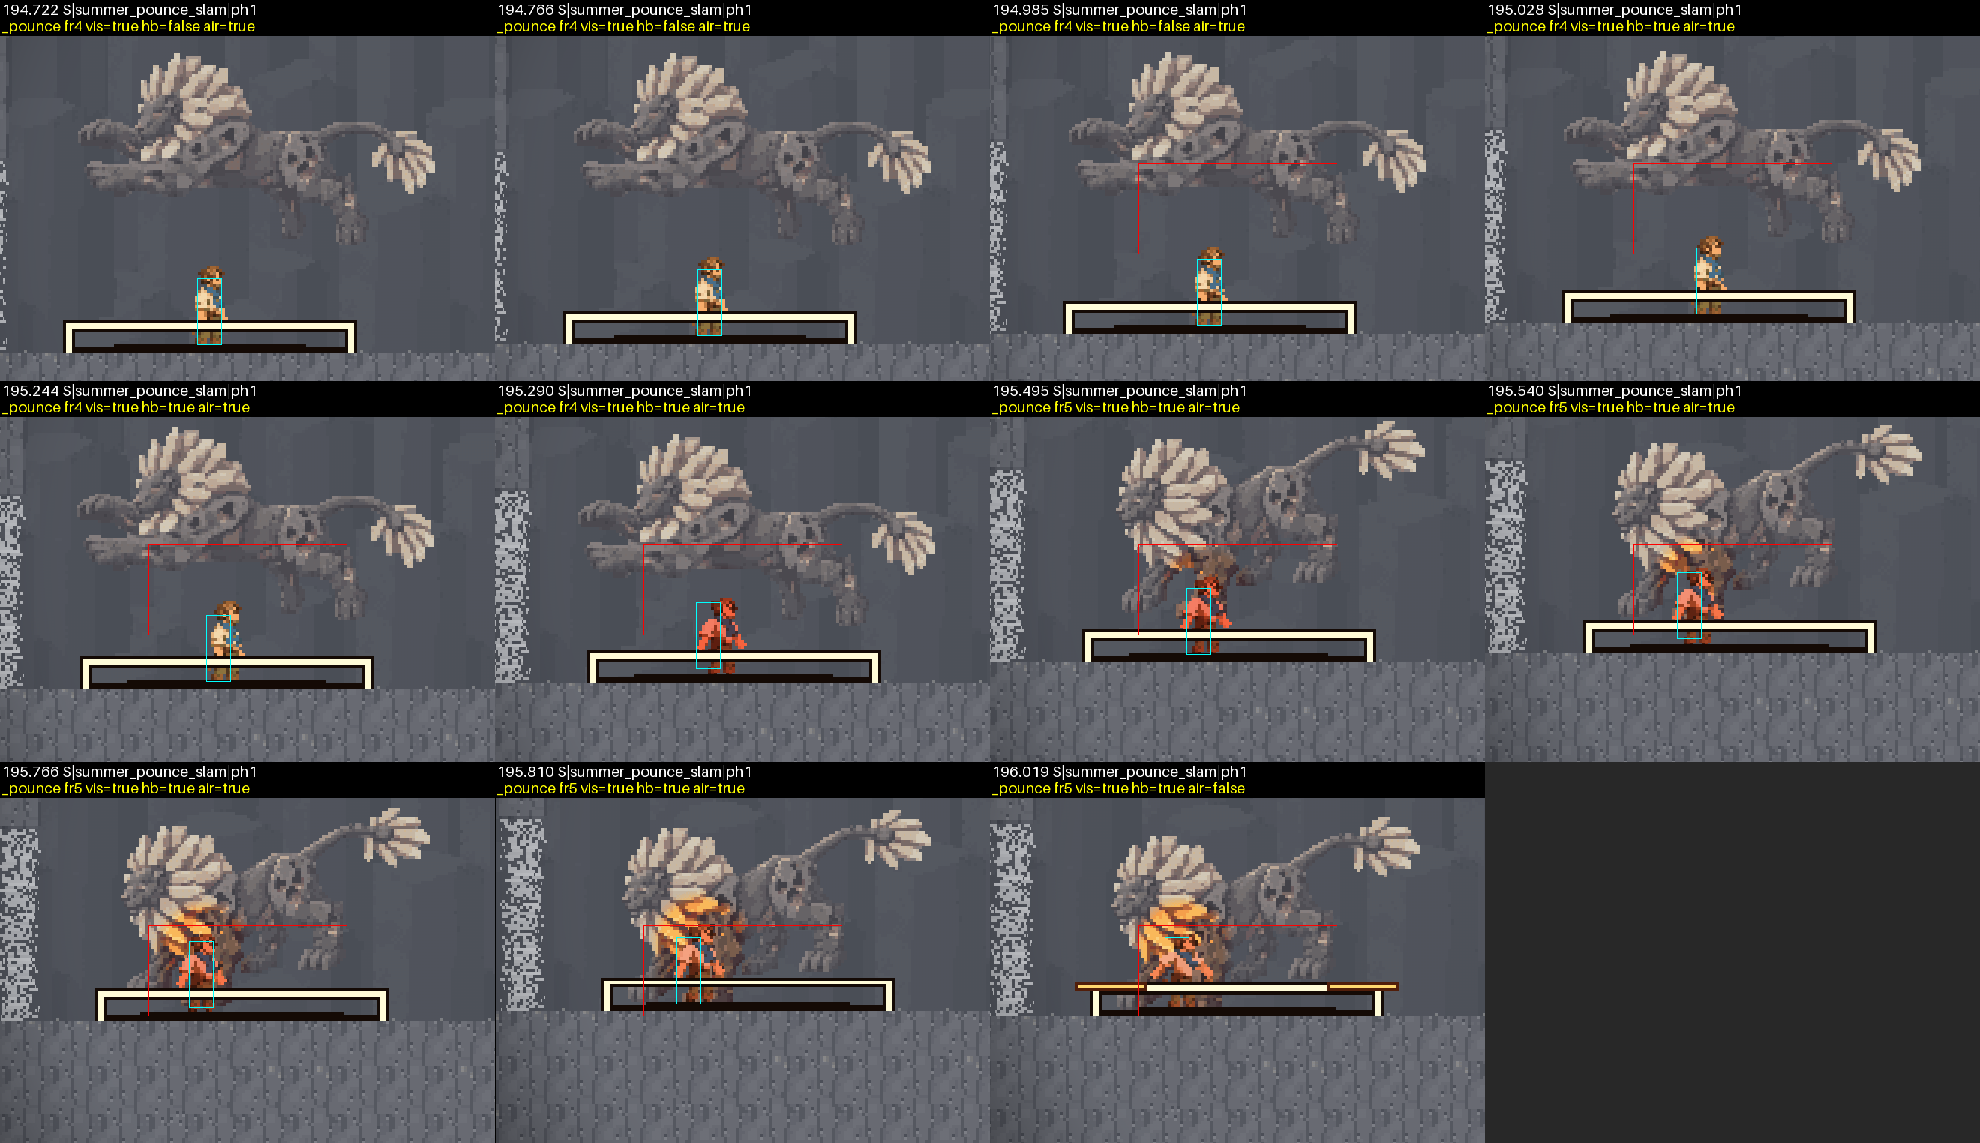 194.722 S|summer_pounce_slam|ph1
_pounce fr4 vis=true hb=false air=true
194.766 S|summer_pounce_slam|ph1
_pounce fr4 vis=true hb=false air=true
194.985 S|summer_pounce_slam|ph1
_pounce fr4 vis=true hb=false air=true
195.028 S|summer_pounce_slam|ph1
_pounce fr4 vis=true hb=true air=true
195.244 S|summer_pounce_slam|ph1
_pounce fr4 vis=true hb=true air=true
195.290 S|summer_pounce_slam|ph1
_pounce fr4 vis=true hb=true air=true
195.495 S|summer_pounce_slam|ph1
_pounce fr5 vis=true hb=true air=true
195.540 S|summer_pounce_slam|ph1
_pounce fr5 vis=true hb=true air=true
195.766 S|summer_pounce_slam|ph1
_pounce fr5 vis=true hb=true air=true
195.810 S|summer_pounce_slam|ph1
_pounce fr5 vis=true hb=true air=true
196.019 S|summer_pounce_slam|ph1
_pounce fr5 vis=true hb=true air=false